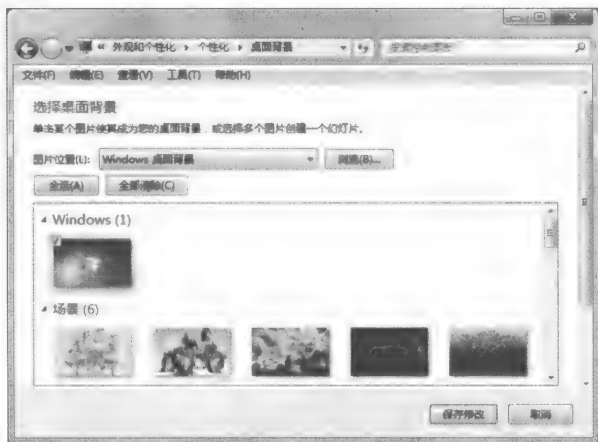 « 外观和个性化 ▸ 个性化 ▸ 桌面背景
文件(F) 编辑(E) 查看(V) 工具(T) 帮助(H)
选择桌面背景
单击某个图片使其成为您的桌面背景，或选择多个图片创建一个幻灯片。
图片位置(L): Windows 桌面背景 浏览(B)...
全选(A) 全部清除(C)
Windows (1)
场景 (6)
保存修改 取消